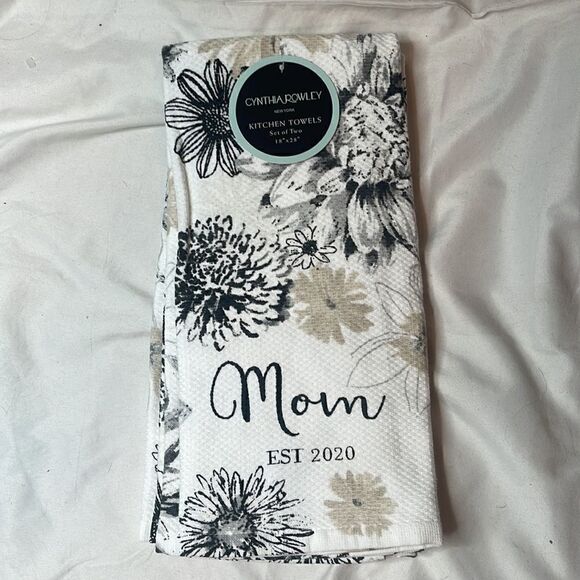 CYNTHIA ROWLEY
NEW YORK
KITCHEN TOWELS
Set of Two
18"x28"
Mom
EST 2020